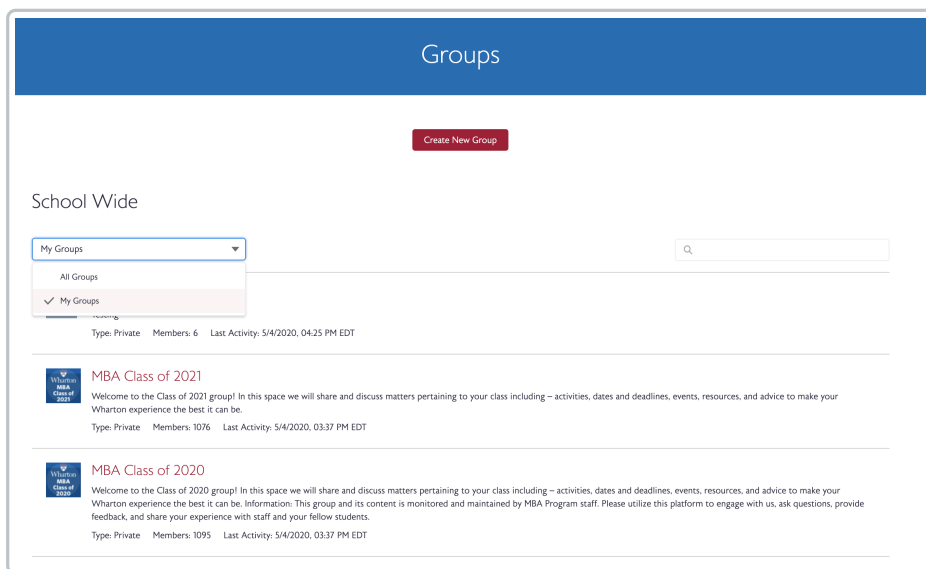 Groups
Create New Group
School Wide
My Groups
All Groups
My Groups
Testing
Type: Private Members: 6 Last Activity: 5/4/2020, 04:25 PM EDT
Wharton
MBA
Class of
2021
MBA Class of 2021
Welcome to the Class of 2021 group! In this space we will share and discuss matters pertaining to your class including – activities, dates and deadlines, events, resources, and advice to make your
Wharton experience the best it can be.
Type: Private Members: 1076 Last Activity: 5/4/2020, 03:37 PM EDT
Wharton
MBA
Class of
2020
MBA Class of 2020
Welcome to the Class of 2020 group! In this space we will share and discuss matters pertaining to your class including – activities, dates and deadlines, events, resources, and advice to make your
Wharton experience the best it can be. Information: This group and its content is monitored and maintained by MBA Program staff. Please utilize this platform to engage with us, ask questions, provide
feedback, and share your experience with staff and your fellow students.
Type: Private Members: 1095 Last Activity: 5/4/2020, 03:37 PM EDT